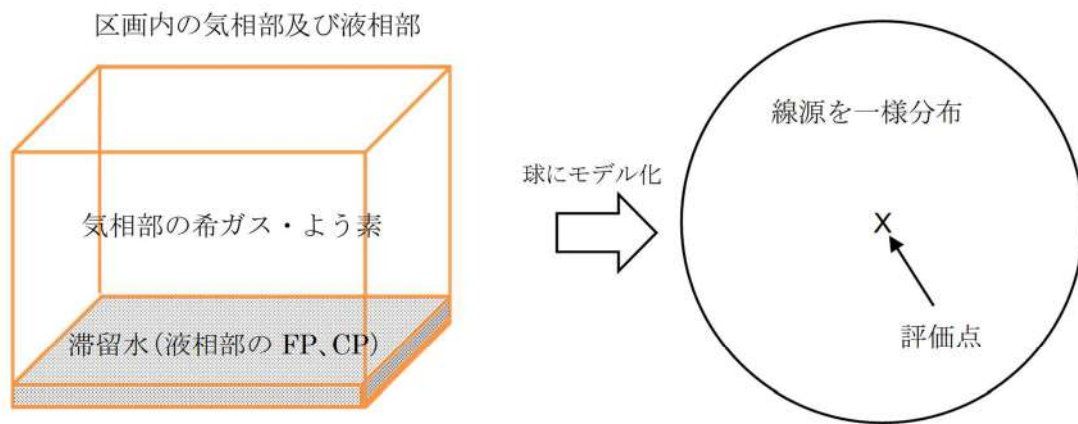 区画内の気相部及び液相部
気相部の希ガス・よう素
滞留水(液相部の FP、CP)
球にモデル化
線源を一様分布
X
評価点